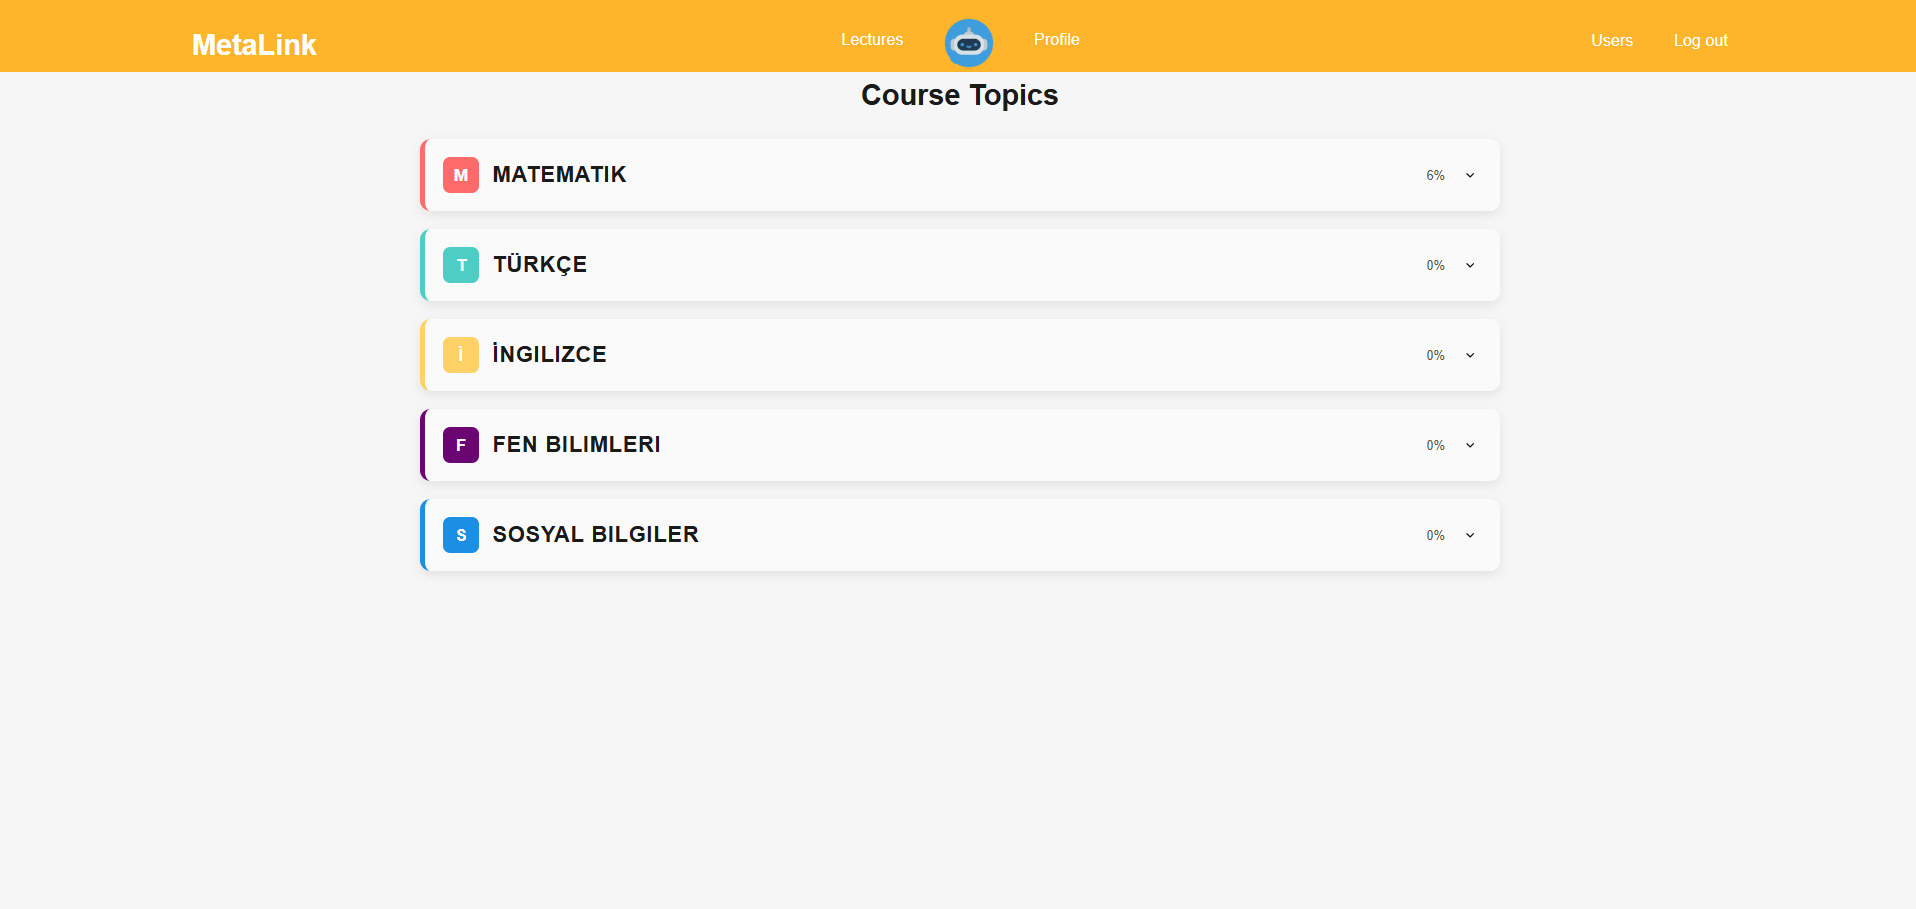 MetaLink
Lectures
Profile
Users
Log out
Course Topics
M
MATEMATIK
6%
T
TÜRKÇE
0%
İ
İNGILIZCE
0%
F
FEN BILIMLERI
0%
S
SOSYAL BILGILER
0%